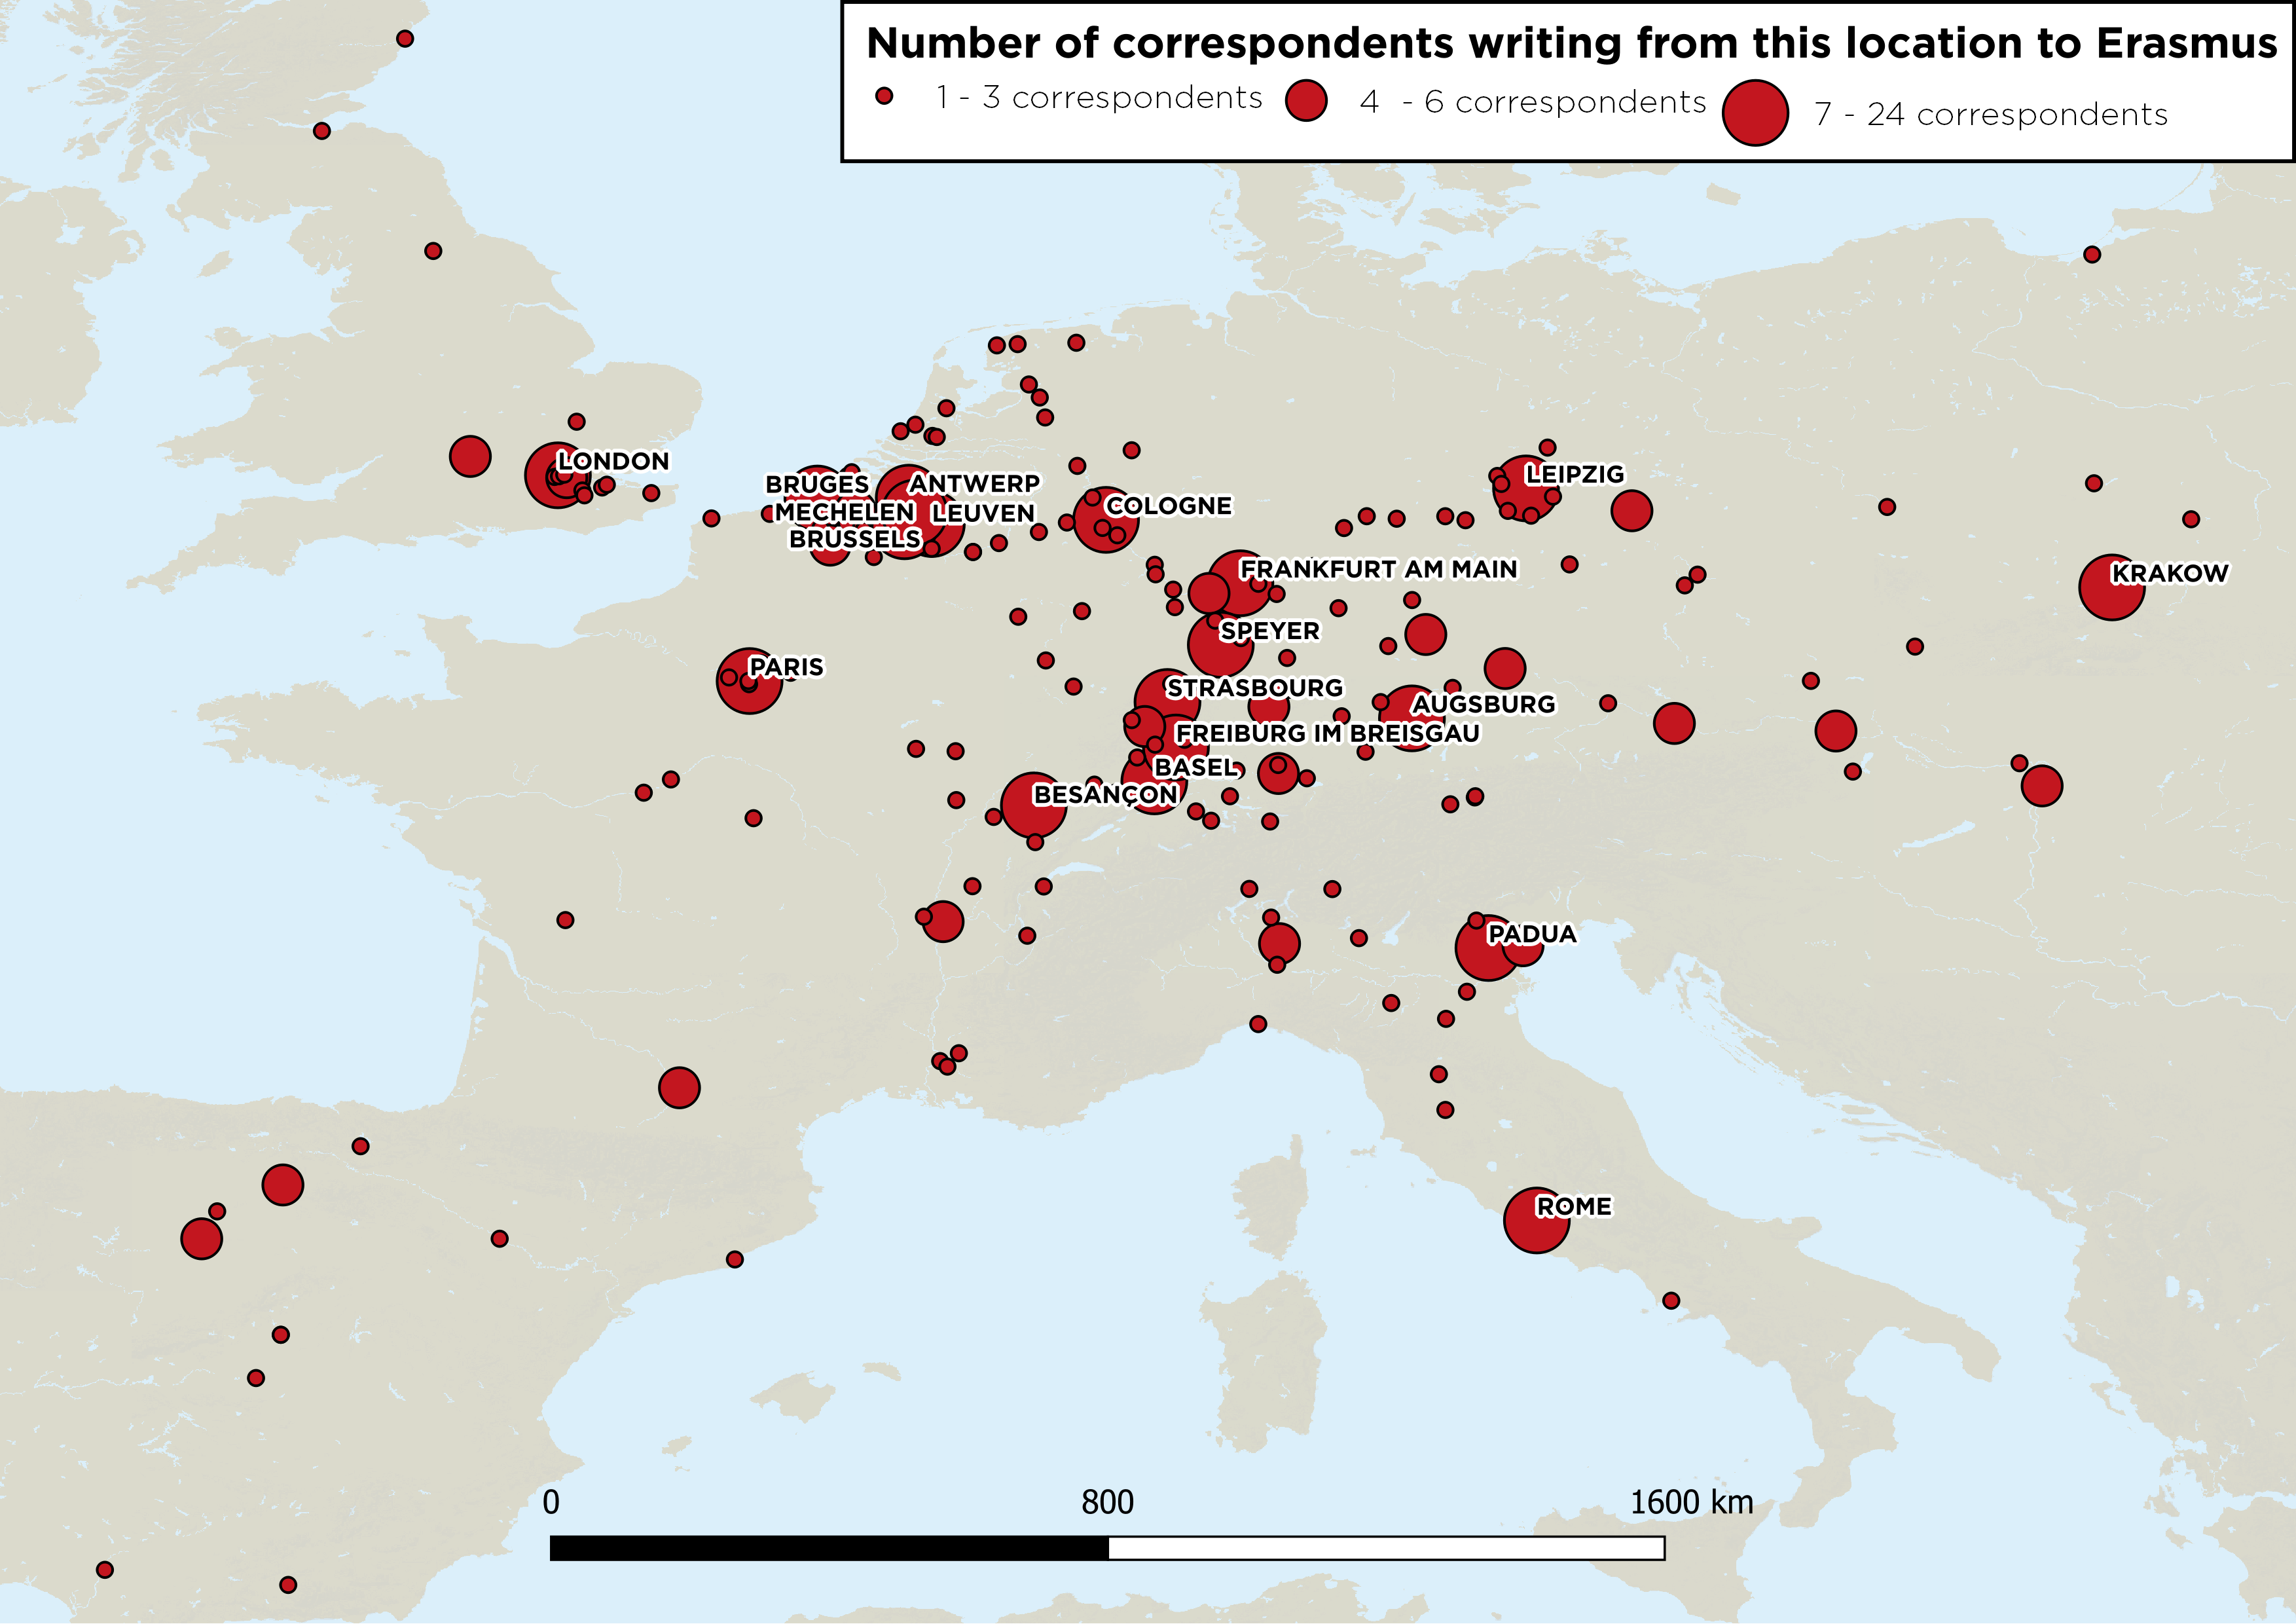 Number of correspondents writing from this location to Erasmus
1 - 3 correspondents 4 - 6 correspondents 7 - 24 correspondents
LONDON
BRUGES
ANTWERP
LEIPZIG
MECHELEN
LEUVEN
COLOGNE
BRUSSELS
FRANKFURT AM MAIN
KRAKOW
SPEYER
PARIS
STRASBOURG
AUGSBURG
FREIBURG IM BREISGAU
BASEL
BESANÇON
PADUA
ROME
0 800 1600 km